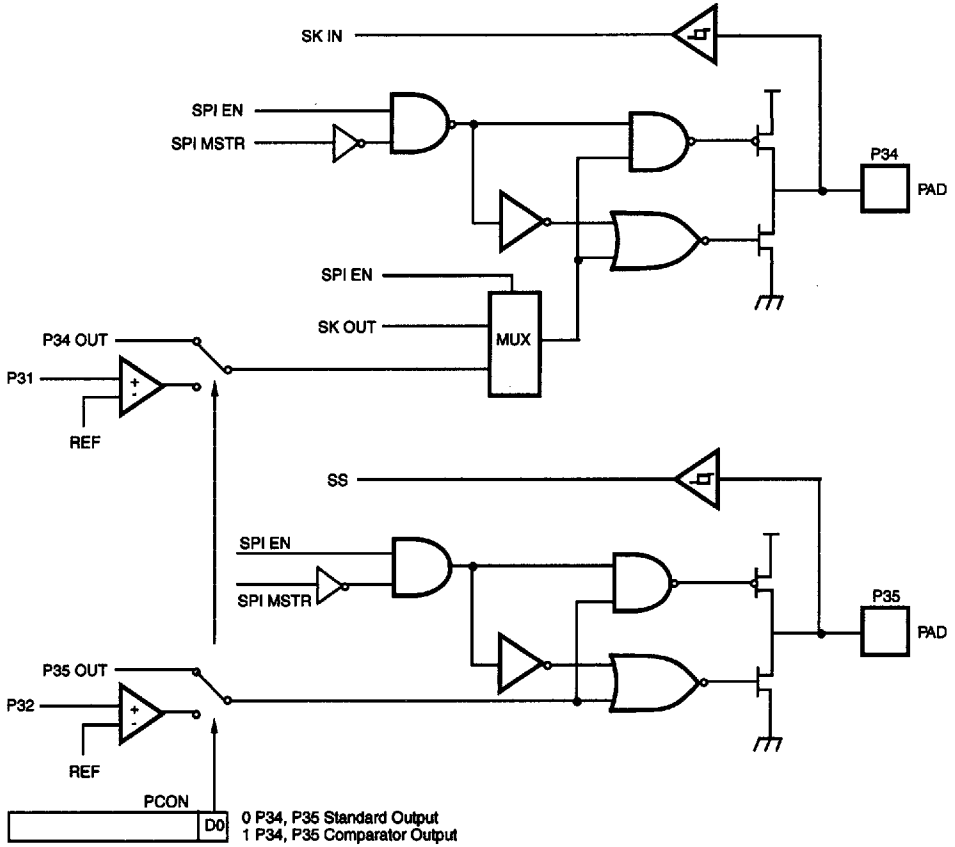 SK IN
SPI EN
SPI MSTR
P34
PAD
SPI EN
SK OUT
MUX
P34 OUT
P31
+
-
REF
SS
SPI EN
SPI MSTR
P35
PAD
P35 OUT
P32
+
-
REF
PCON
D0
0 P34, P35 Standard Output
1 P34, P35 Comparator Output